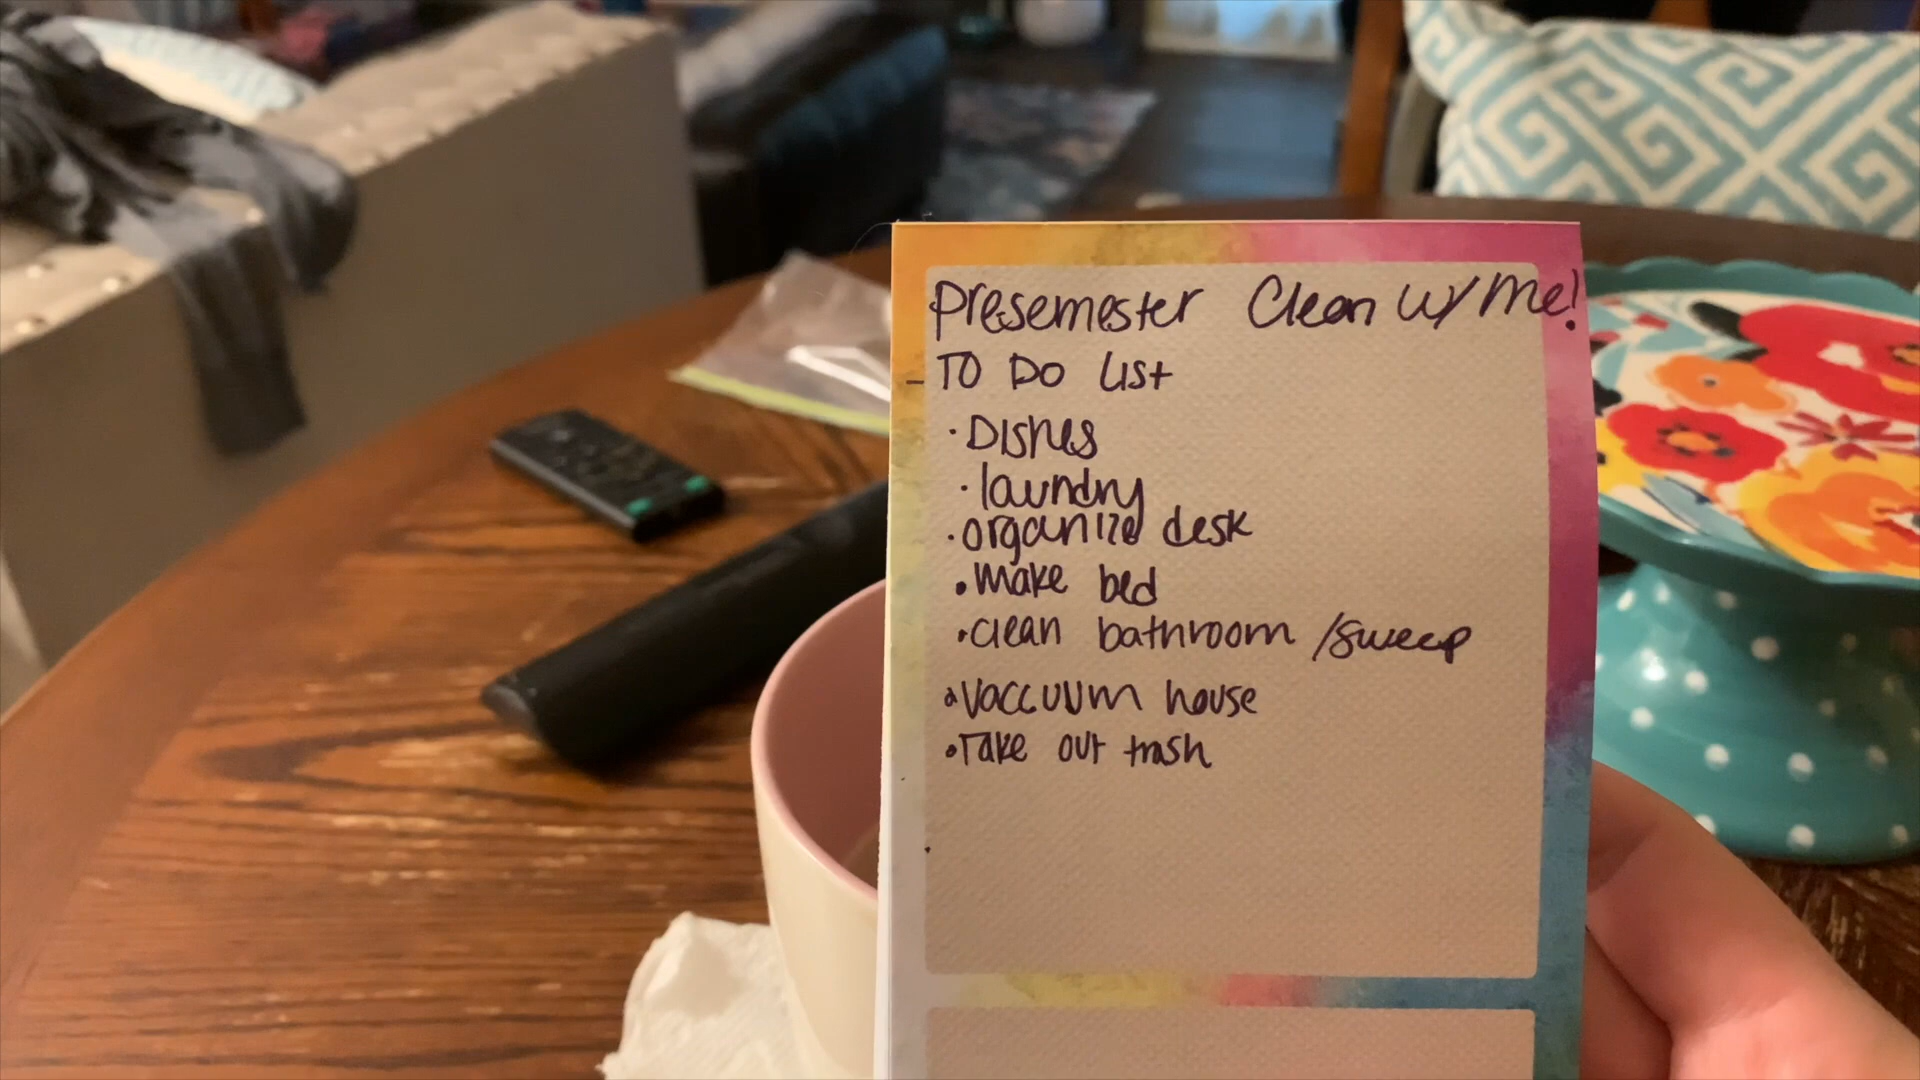 Presemester Clean w/ Me!
- TO DO List
· Dishes
· laundry
· organize desk
· Make bed
· clean bathroom /sweep
· vaccuum house
· Take out trash